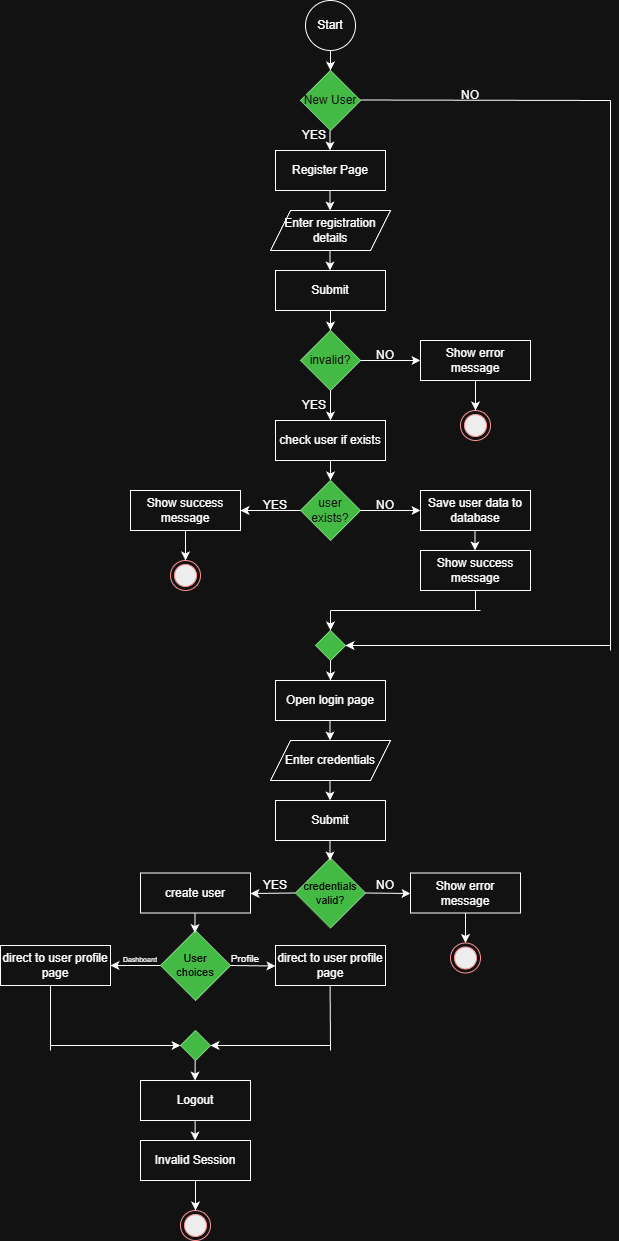 Start
New User
NO
YES
Register Page
Enter registration
details
Submit
invalid?
NO
Show error
message
YES
check user if exists
Show success
message
YES
user
exists?
NO
Save user data to
database
Show success
message
Open login page
Enter credentials
Submit
create user
YES
credentials
valid?
NO
Show error
message
direct to user profile
page
Dashboard
User
choices
Profile
direct to user profile
page
Logout
Invalid Session